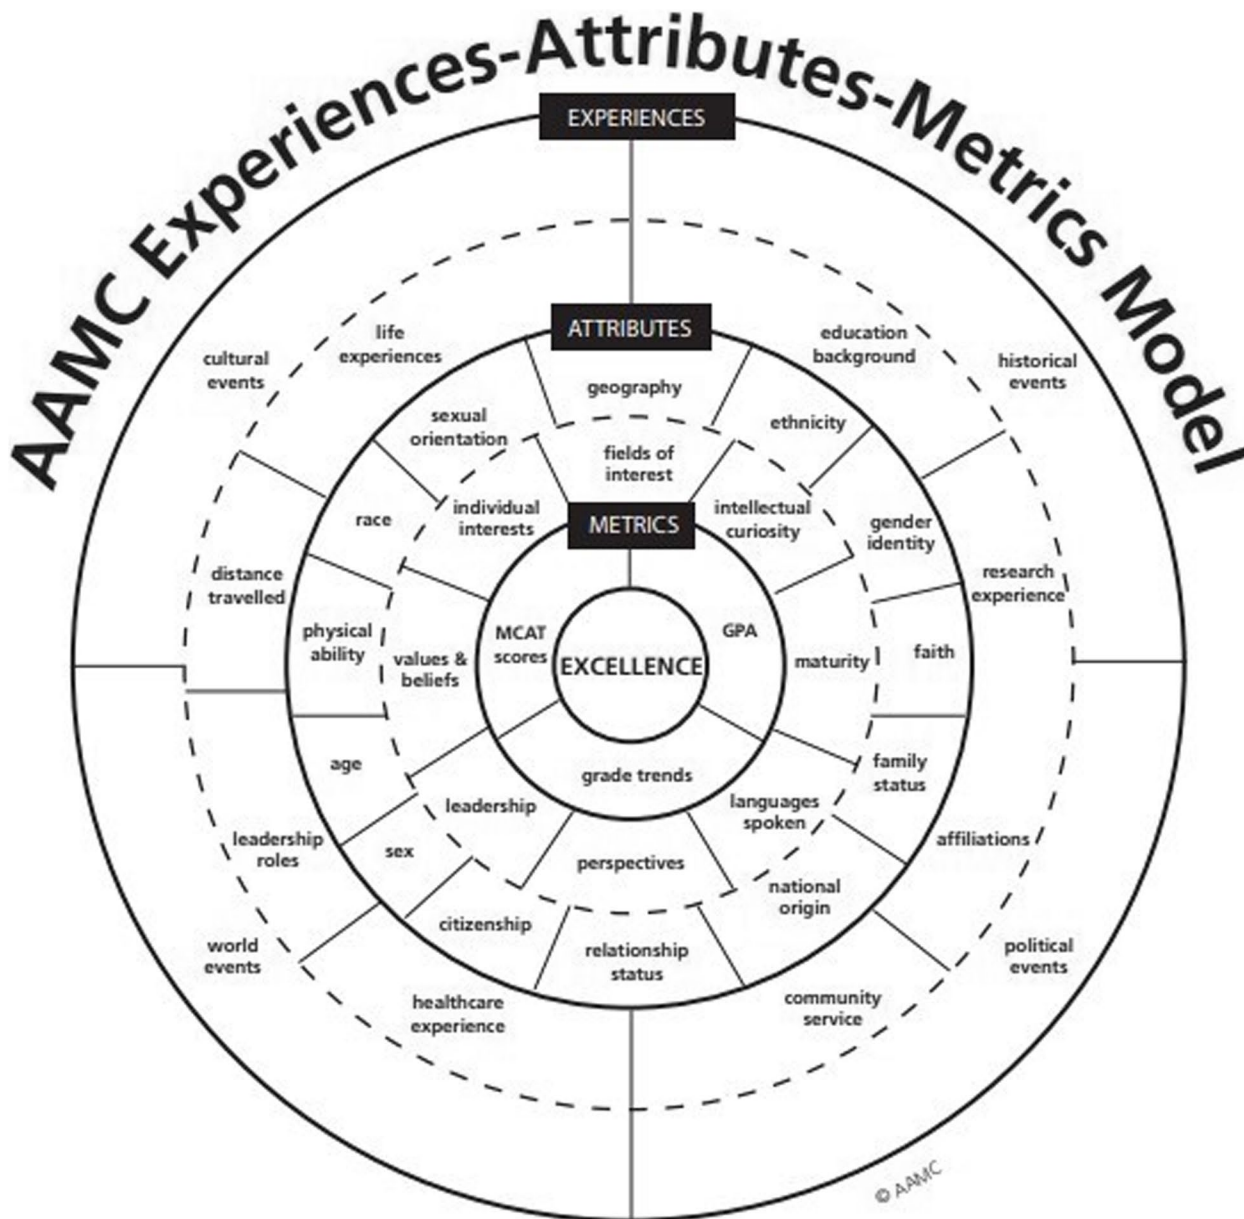 AAMC Experiences-Attributes-Metrics Model
EXPERIENCES
cultural
events
historical
events
world
events
political
events
life
experiences
education
background
distance
travelled
research
experience
leadership
roles
affiliations
healthcare
experience
community
service
ATTRIBUTES
geography
sexual
orientation
ethnicity
race
gender
identity
physical
ability
faith
age
family
status
sex
national
origin
citizenship
relationship
status
fields of
interest
individual
interests
intellectual
curiosity
values &
beliefs
maturity
leadership
languages
spoken
perspectives
METRICS
MCAT
scores
GPA
grade trends
EXCELLENCE
© AAMC